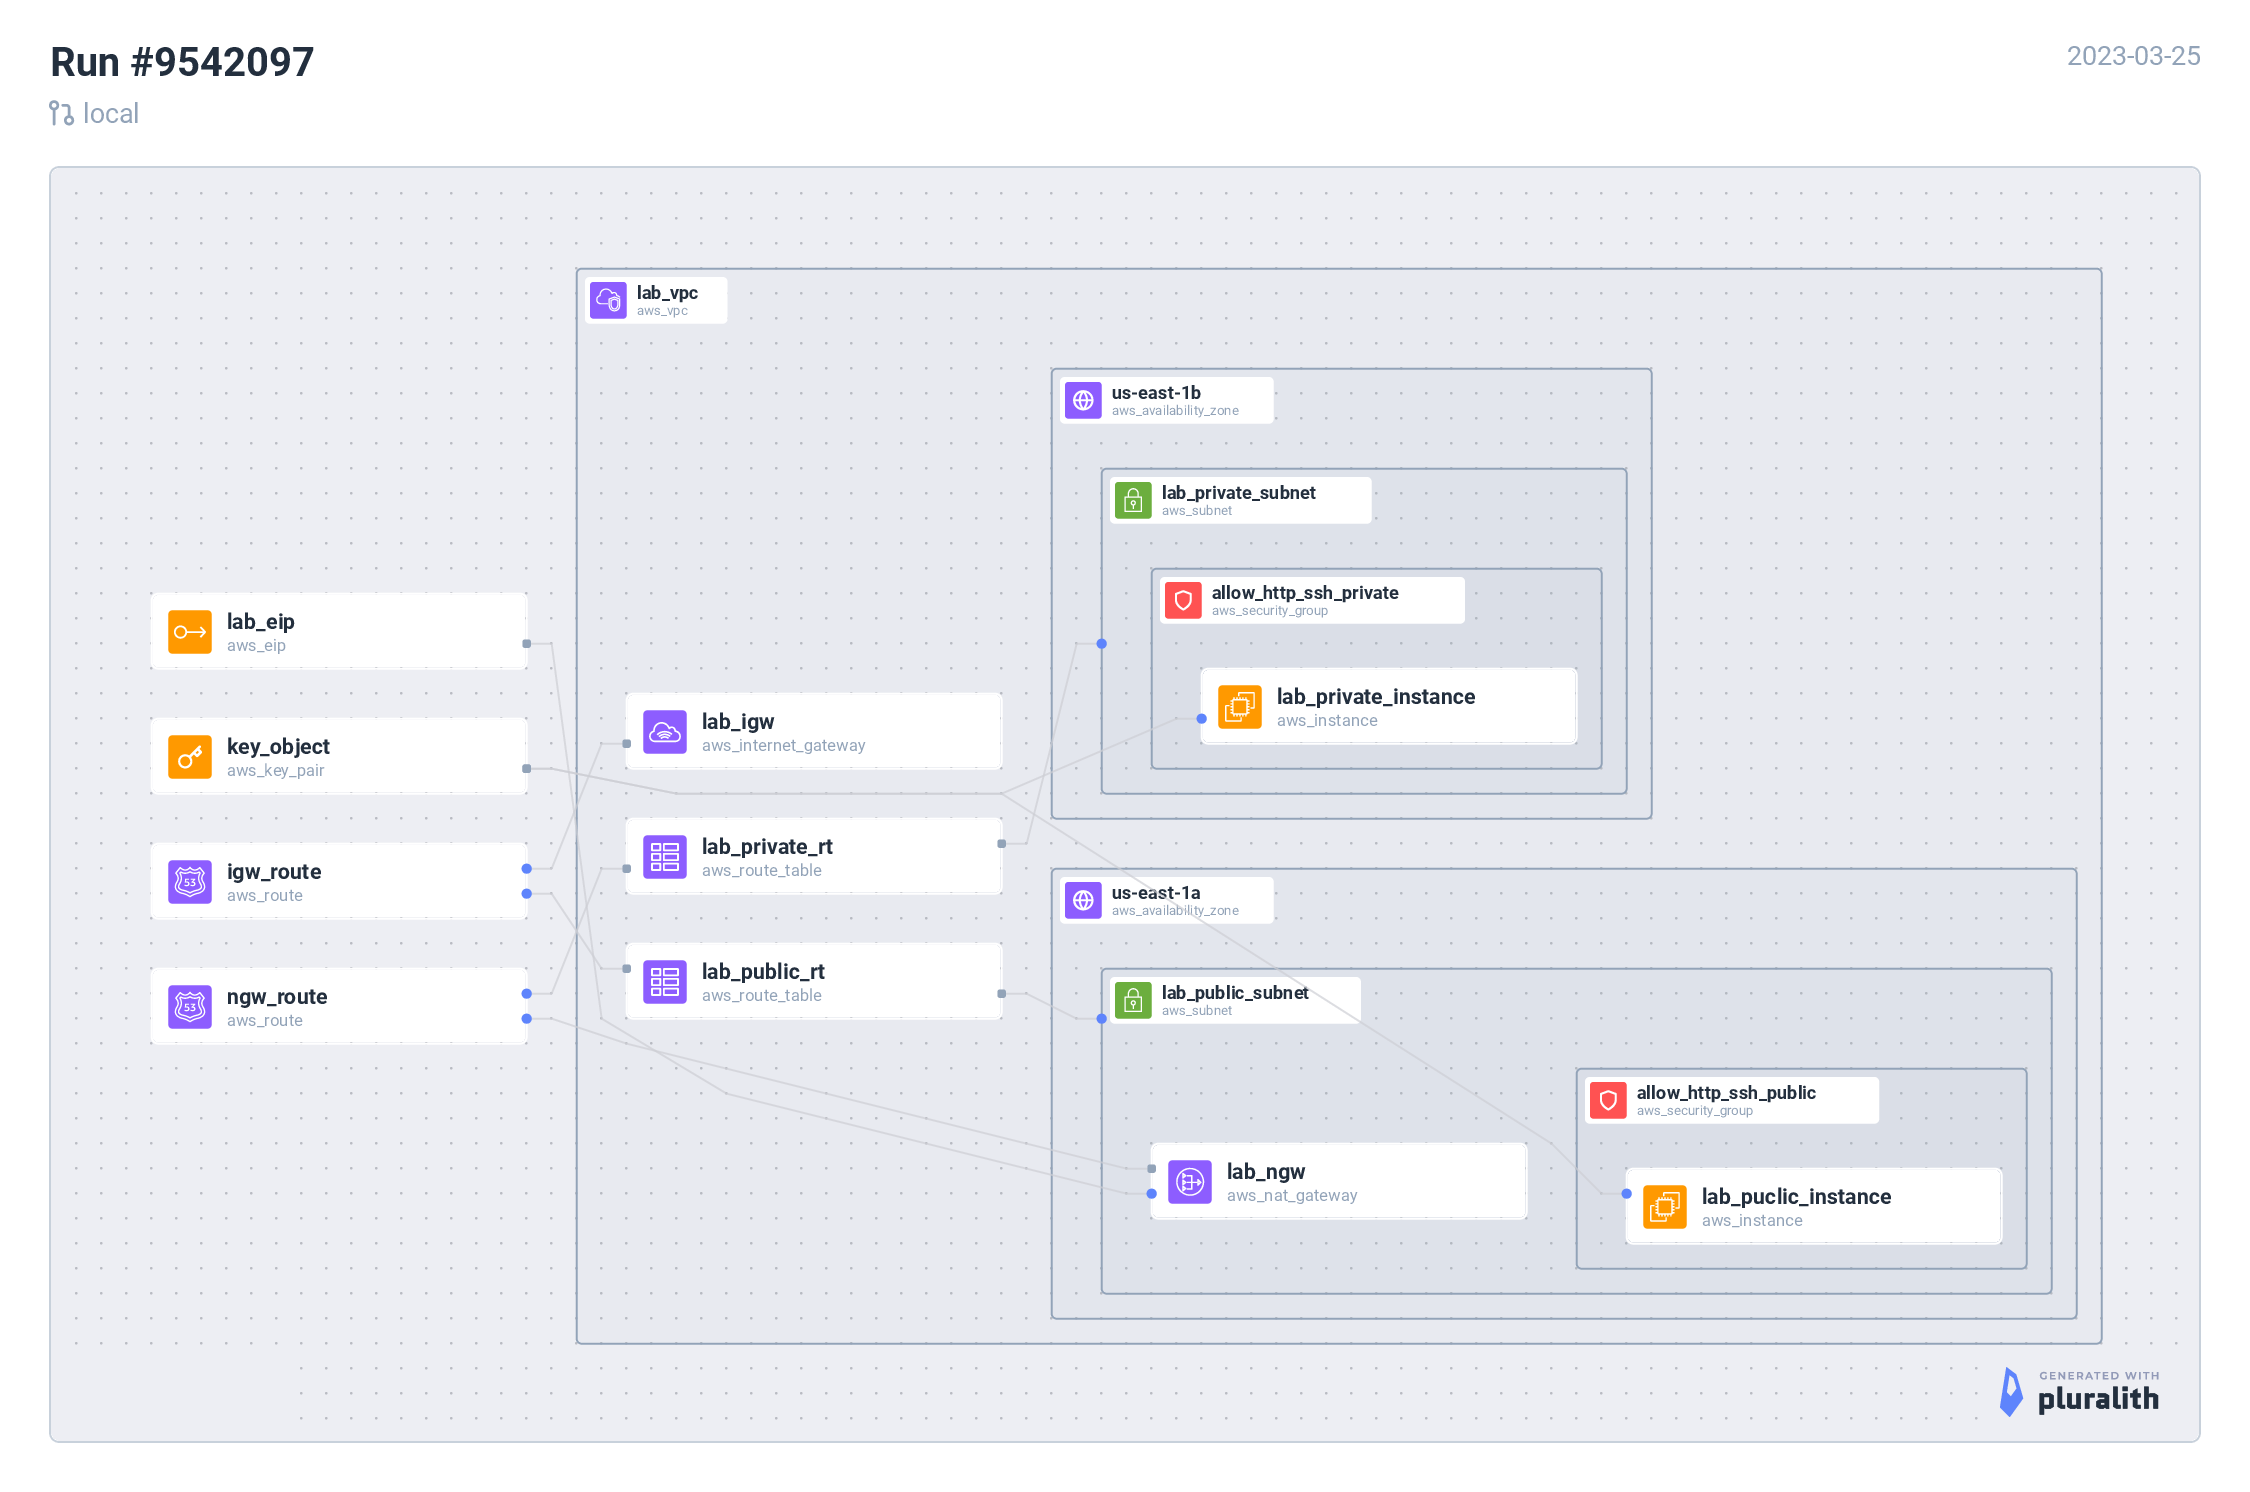 Run #9542097
2023-03-25
local
lab_vpc
aws_vpc
us-east-1b
aws_availability_zone
lab_private_subnet
aws_subnet
allow_http_ssh_private
aws_security_group
lab_private_instance
aws_instance
lab_eip
aws_eip
key_object
aws_key_pair
igw_route
aws_route
53
ngw_route
aws_route
53
lab_igw
aws_internet_gateway
lab_private_rt
aws_route_table
lab_public_rt
aws_route_table
us-east-1a
aws_availability_zone
lab_public_subnet
aws_subnet
allow_http_ssh_public
aws_security_group
lab_ngw
aws_nat_gateway
lab_puclic_instance
aws_instance
GENERATED WITH
pluralith